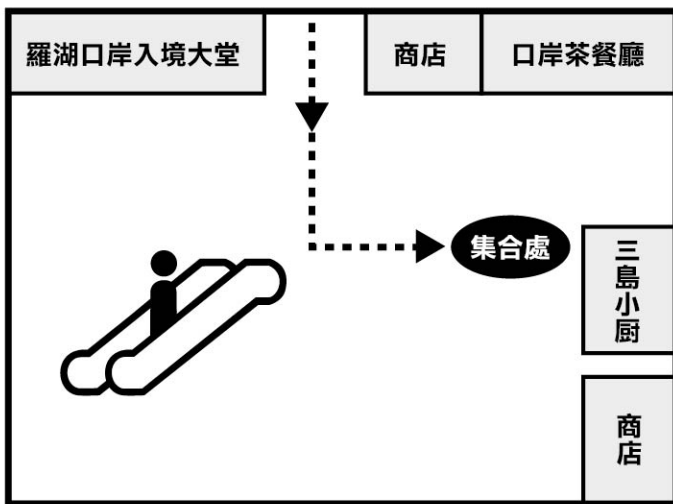 羅湖口岸入境大堂
商店
口岸茶餐廳
集合處
三島小厨
商店